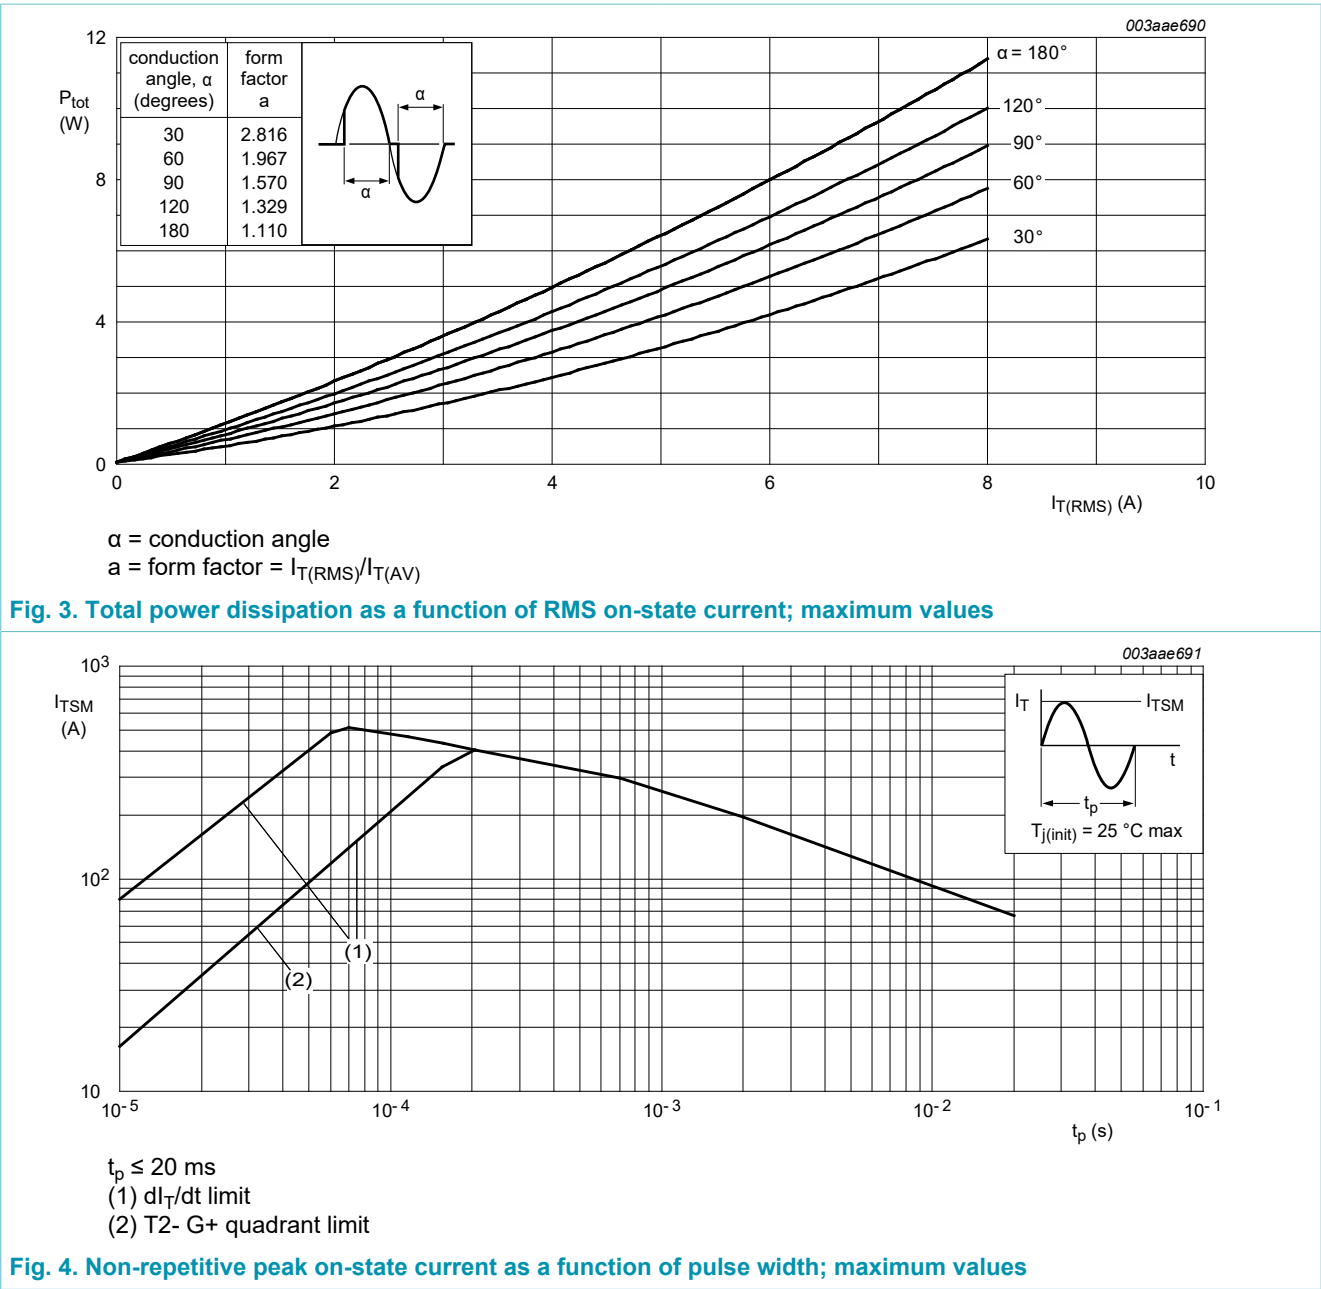 003aae690
12
8
4
0
P_tot
(W)
conduction angle, α (degrees) | form factor a
30 2.816
60 1.967
90 1.570
120 1.329
180 1.110
α
α
α = 180°
120°
90°
60°
30°
0 2 4 6 8 10
I_T(RMS) (A)
α = conduction angle
a = form factor = I_T(RMS)/I_T(AV)
Fig. 3. Total power dissipation as a function of RMS on-state current; maximum values
003aae691
10³
I_TSM
(A)
10²
10
I_T
I_TSM
t
t_p
T_j(init) = 25 °C max
(1)
(2)
10⁻⁵ 10⁻⁴ 10⁻³ 10⁻² 10⁻¹
t_p (s)
t_p ≤ 20 ms
(1) dI_T/dt limit
(2) T2- G+ quadrant limit
Fig. 4. Non-repetitive peak on-state current as a function of pulse width; maximum values